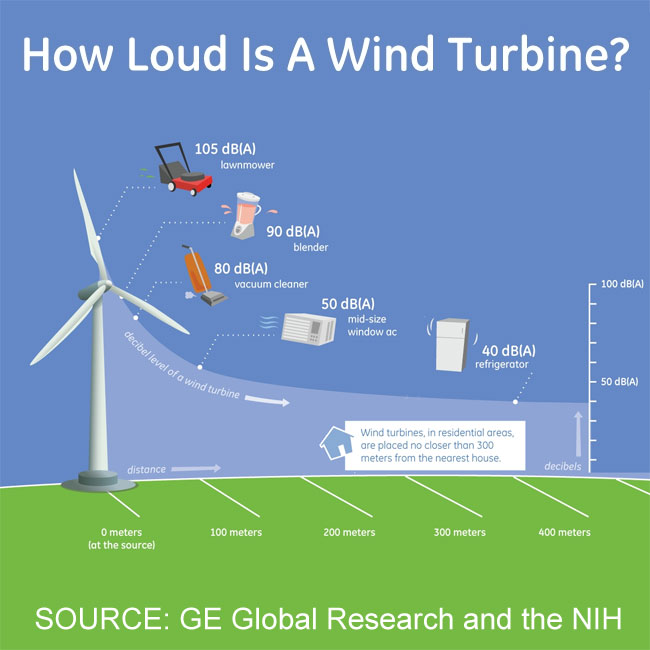 How Loud Is A Wind Turbine?
105 dB(A)
lawnmower
90 dB(A)
blender
80 dB(A)
vacuum cleaner
50 dB(A)
mid-size
window ac
40 dB(A)
refrigerator
100 dB(A)
50 dB(A)
decibels
decibel level of a wind turbine
Wind turbines, in residential areas,
are placed no closer than 300
meters from the nearest house.
distance
0 meters
(at the source)
100 meters
200 meters
300 meters
400 meters
SOURCE: GE Global Research and the NIH